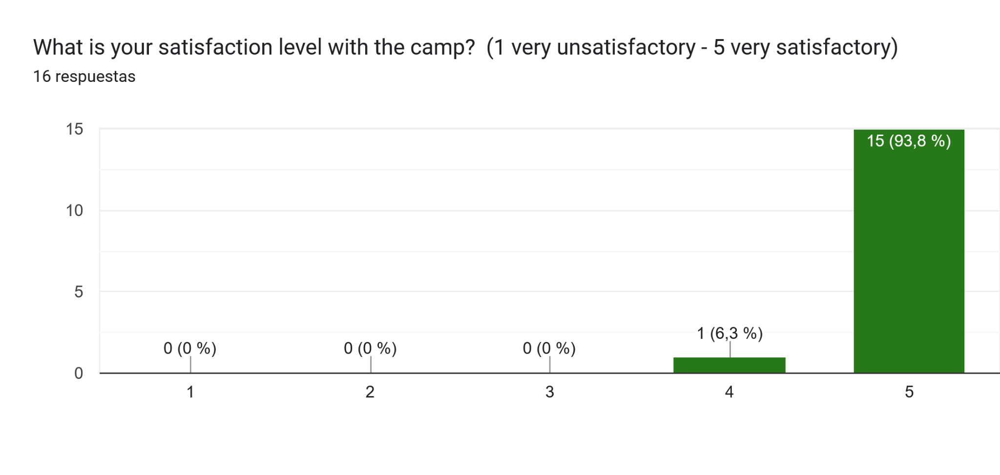 What is your satisfaction level with the camp?  (1 very unsatisfactory - 5 very satisfactory)
16 respuestas
15
15 (93,8 %)
10
5
1 (6,3 %)
0 (0 %) 0 (0 %) 0 (0 %)
0
1 2 3 4 5